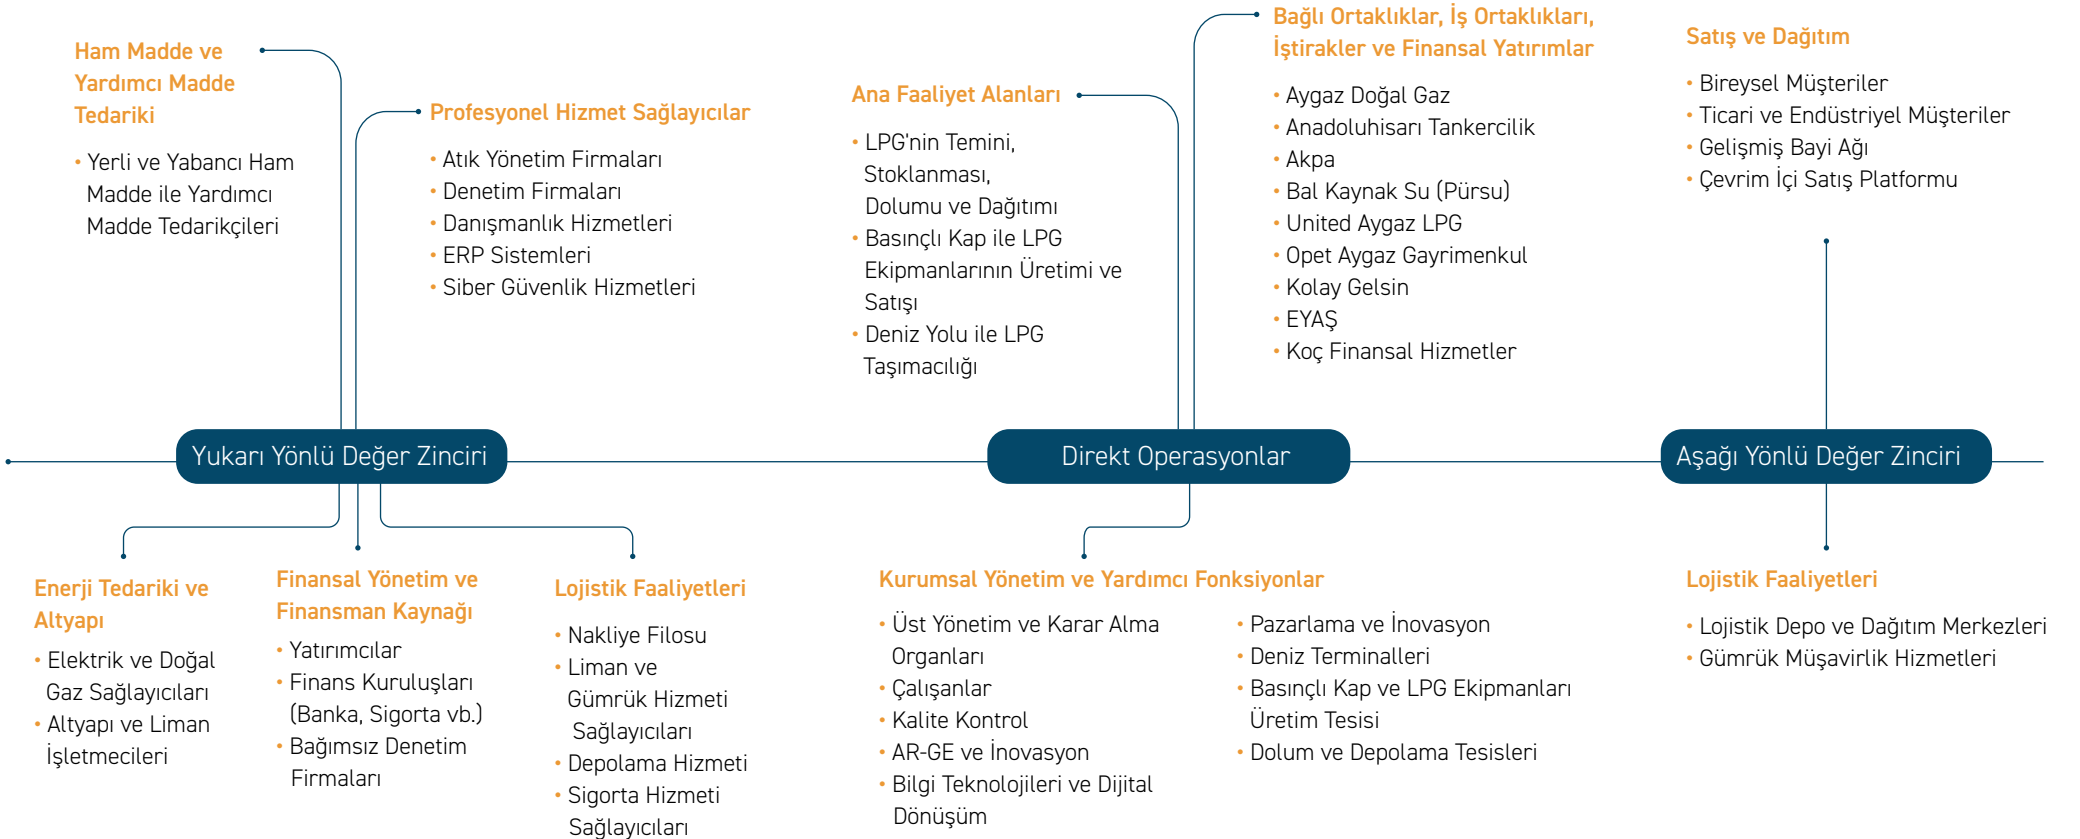 Ham Madde ve
Yardımcı Madde
Tedariki
• Yerli ve Yabancı Ham
Madde ile Yardımcı
Madde Tedarikçileri
Profesyonel Hizmet Sağlayıcılar
• Atık Yönetim Firmaları
• Denetim Firmaları
• Danışmanlık Hizmetleri
• ERP Sistemleri
• Siber Güvenlik Hizmetleri
Ana Faaliyet Alanları
• LPG'nin Temini,
Stoklanması,
Dolumu ve Dağıtımı
• Basınçlı Kap ile LPG
Ekipmanlarının Üretimi ve
Satışı
• Deniz Yolu ile LPG
Taşımacılığı
Bağlı Ortaklıklar, İş Ortaklıkları,
İştirakler ve Finansal Yatırımlar
• Aygaz Doğal Gaz
• Anadoluhisarı Tankercilik
• Akpa
• Bal Kaynak Su (Pürsu)
• United Aygaz LPG
• Opet Aygaz Gayrimenkul
• Kolay Gelsin
• EYAŞ
• Koç Finansal Hizmetler
Satış ve Dağıtım
• Bireysel Müşteriler
• Ticari ve Endüstriyel Müşteriler
• Gelişmiş Bayi Ağı
• Çevrim İçi Satış Platformu
Yukarı Yönlü Değer Zinciri
Direkt Operasyonlar
Aşağı Yönlü Değer Zinciri
Enerji Tedariki ve
Altyapı
• Elektrik ve Doğal
Gaz Sağlayıcıları
• Altyapı ve Liman
İşletmecileri
Finansal Yönetim ve
Finansman Kaynağı
• Yatırımcılar
• Finans Kuruluşları
(Banka, Sigorta vb.)
• Bağımsız Denetim
Firmaları
Lojistik Faaliyetleri
• Nakliye Filosu
• Liman ve
Gümrük Hizmeti
Sağlayıcıları
• Depolama Hizmeti
• Sigorta Hizmeti
Sağlayıcıları
Kurumsal Yönetim ve Yardımcı Fonksiyonlar
• Üst Yönetim ve Karar Alma
Organları
• Çalışanlar
• Kalite Kontrol
• AR-GE ve İnovasyon
• Bilgi Teknolojileri ve Dijital
Dönüşüm
• Pazarlama ve İnovasyon
• Deniz Terminalleri
• Basınçlı Kap ve LPG Ekipmanları
Üretim Tesisi
• Dolum ve Depolama Tesisleri
Lojistik Faaliyetleri
• Lojistik Depo ve Dağıtım Merkezleri
• Gümrük Müşavirlik Hizmetleri